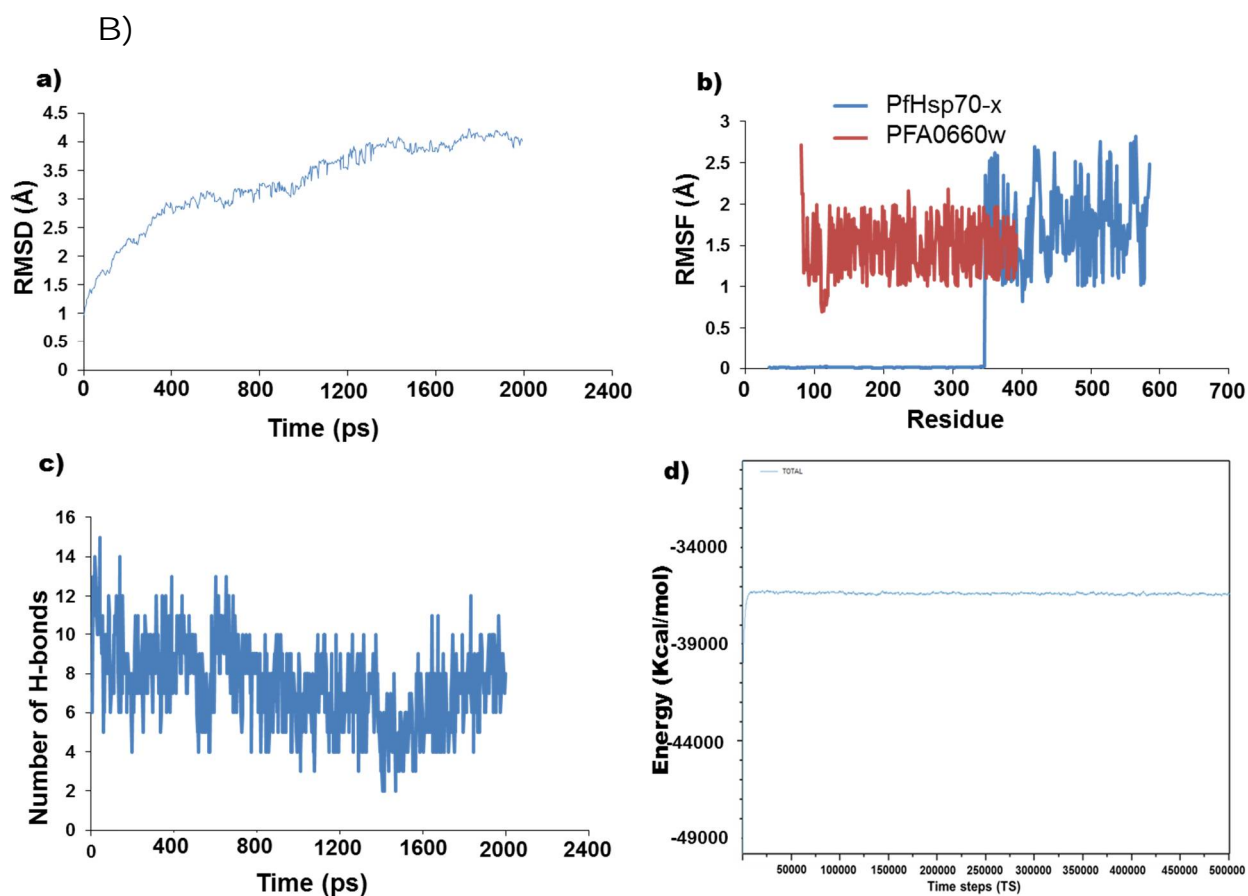 B)
a)
RMSD (Å)
4.5
4
3.5
3
2.5
2
1.5
1
0.5
0
0 400 800 1200 1600 2000 2400
Time (ps)
b)
PfHsp70-x
PFA0660w
RMSF (Å)
3
2.5
2
1.5
1
0.5
0
0 100 200 300 400 500 600 700
Residue
c)
Number of H-bonds
16
14
12
10
8
6
4
2
0
0 400 800 1200 1600 2000 2400
Time (ps)
d)
TOTAL
Energy (Kcal/mol)
-34000
-39000
-44000
-49000
50000 100000 150000 200000 250000 300000 350000 400000 450000 500000
Time steps (TS)